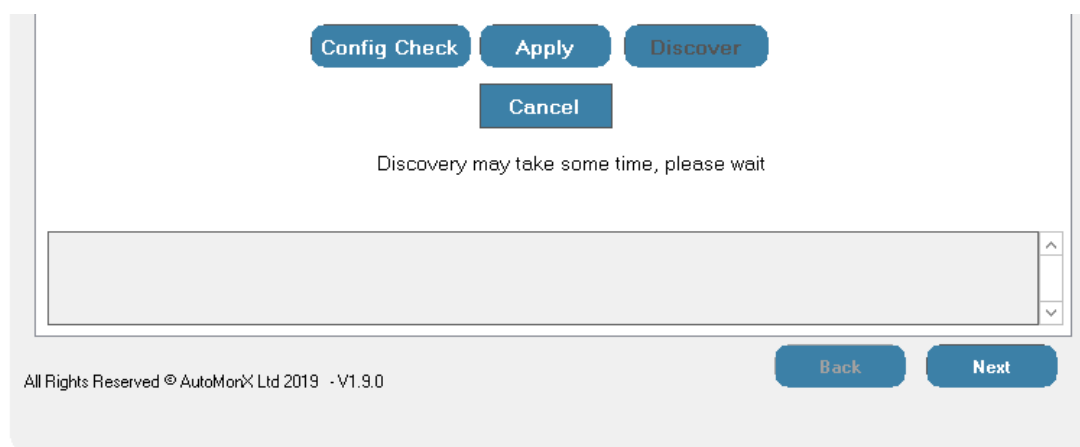 Config Check Apply Discover
Cancel
Discovery may take some time, please wait
Back Next
All Rights Reserved © AutoMonX Ltd 2019 - V1.9.0